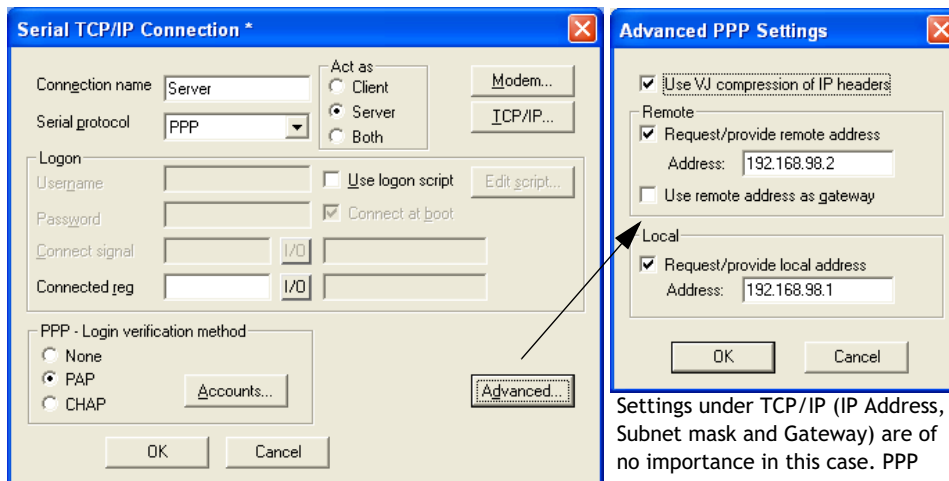 Serial TCP/IP Connection *
Connection name Server
Serial protocol PPP
Act as
Client
Server
Both
Modem...
TCP/IP...
Logon
Username
Password
Use logon script Edit script...
Connect at boot
Connect signal I/O
Connected reg I/O
PPP - Login verification method
None
PAP
CHAP
Accounts...
Advanced...
OK Cancel
Advanced PPP Settings
Use VJ compression of IP headers
Remote
Request/provide remote address
Address: 192.168.98.2
Use remote address as gateway
Local
Request/provide local address
Address: 192.168.98.1
OK Cancel
Settings under TCP/IP (IP Address,
Subnet mask and Gateway) are of
no importance in this case. PPP